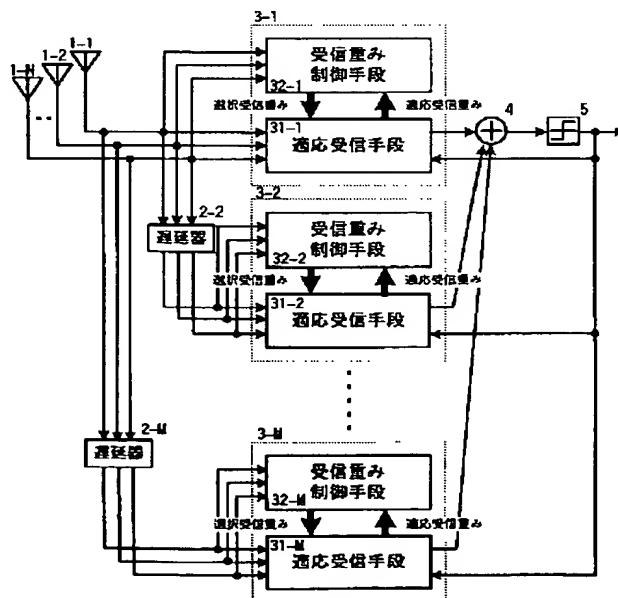 3-1
1-1
1-2
1-N
受信重み
制御手段
32-1
選択受信重み
適応受信重み
4
5
31-1
適応受信手段
3-2
2-2
遅延器
受信重み
制御手段
32-2
選択受信重み
適応受信重み
31-2
適応受信手段
3-M
2-M
遅延器
受信重み
制御手段
32-M
選択受信重み
適応受信重み
31-M
適応受信手段